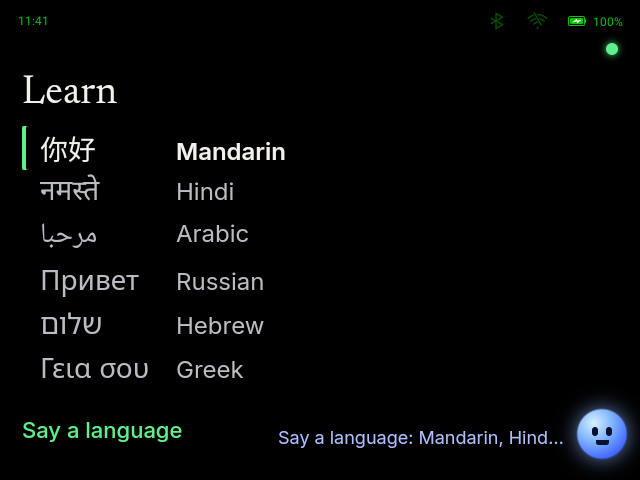 11:41
100%
Learn
你好 Mandarin
नमस्ते Hindi
مرحبا Arabic
Привет Russian
שלום Hebrew
Γεια σου Greek
Say a language
Say a language: Mandarin, Hind...